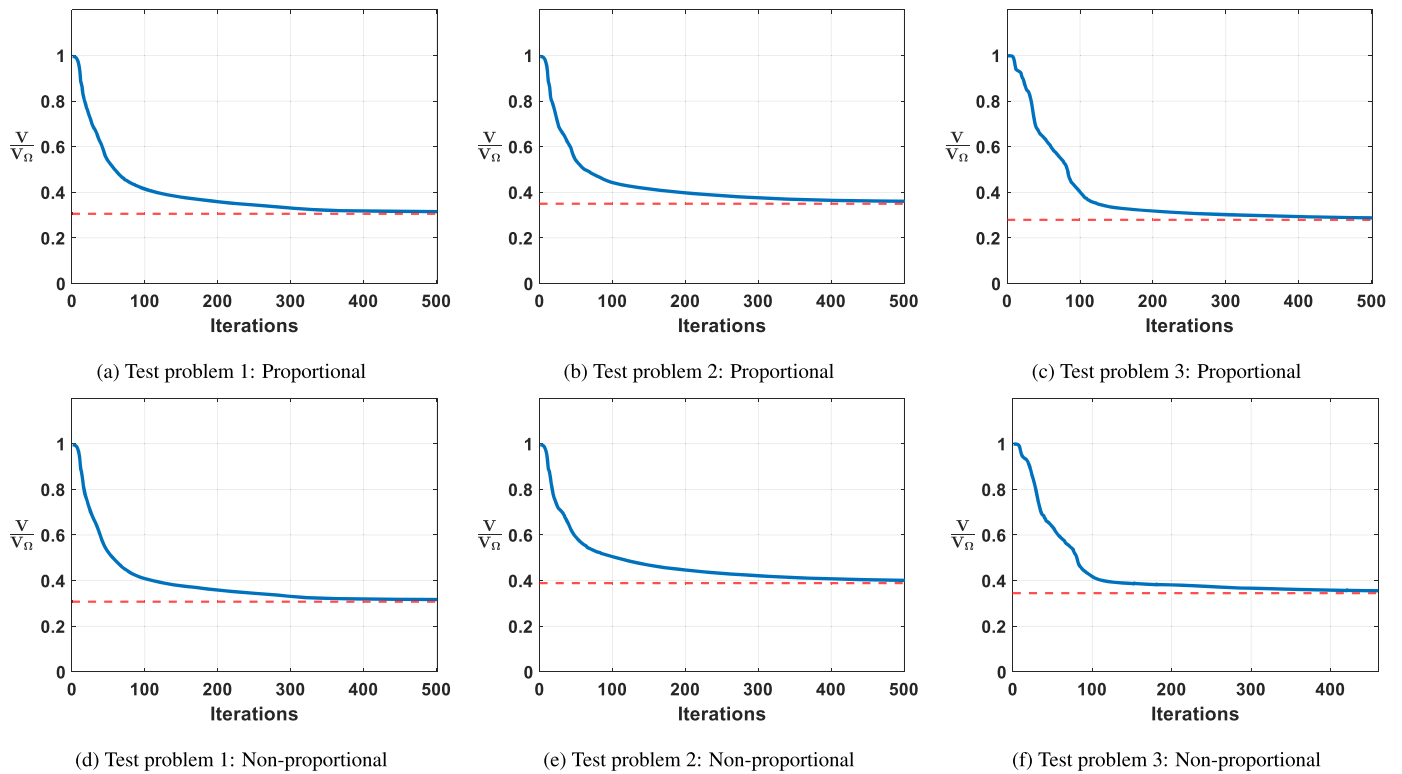 1
0.8
0.6
0.4
0.2
0
V
V_Ω
0 100 200 300 400 500
Iterations
(a) Test problem 1: Proportional
1
0.8
0.6
0.4
0.2
0
V
V_Ω
0 100 200 300 400 500
Iterations
(b) Test problem 2: Proportional
1
0.8
0.6
0.4
0.2
0
V
V_Ω
0 100 200 300 400 500
Iterations
(c) Test problem 3: Proportional
1
0.8
0.6
0.4
0.2
0
V
V_Ω
0 100 200 300 400 500
Iterations
(d) Test problem 1: Non-proportional
1
0.8
0.6
0.4
0.2
0
V
V_Ω
0 100 200 300 400 500
Iterations
(e) Test problem 2: Non-proportional
1
0.8
0.6
0.4
0.2
0
V
V_Ω
0 100 200 300 400
Iterations
(f) Test problem 3: Non-proportional